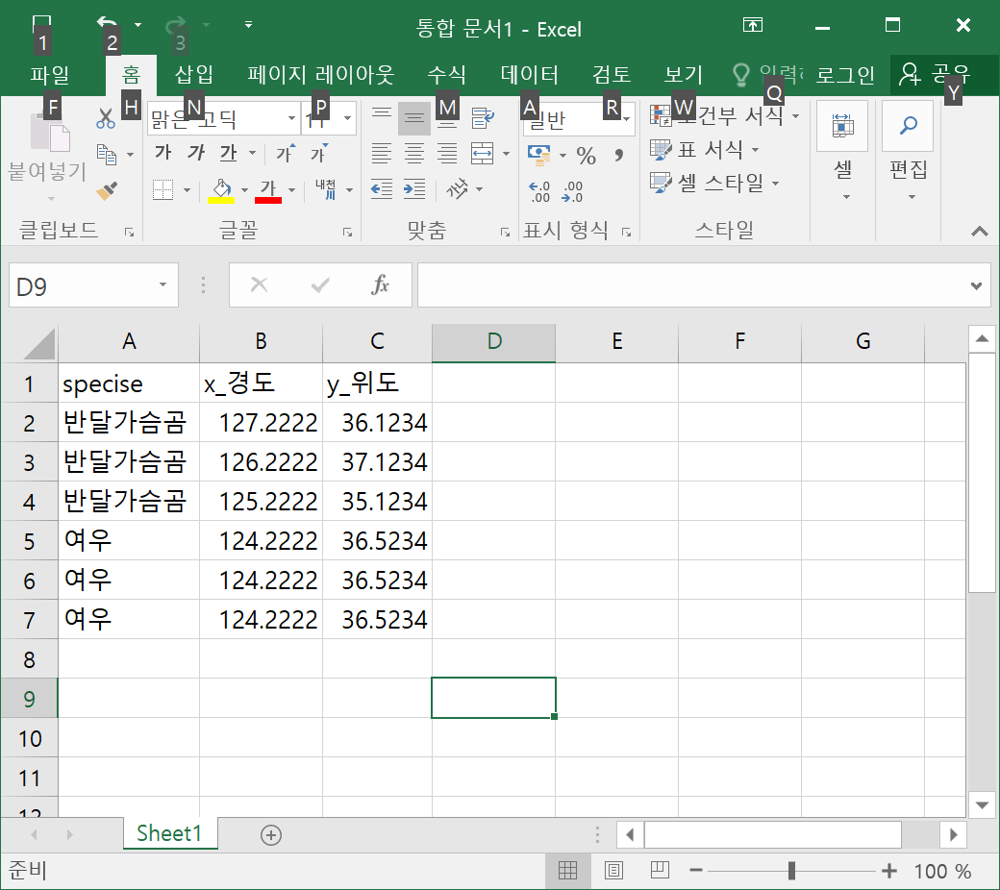 통합 문서1 - Excel
1 2 3
파일 홈 삽입 페이지 레이아웃 수식 데이터 검토 보기 로그인 공유
F H N P M A R W Q Y
맑은 고딕 11 일반 조건부 서식
붙여넣기 가 가 가 가 가 % 표 서식 셀 편집
가 내천 .0 .00 .00 .0 셀 스타일
클립보드 글꼴 맞춤 표시 형식 스타일
D9 fx
A B C D E F G
1 specise x_경도 y_위도
2 반달가슴곰 127.2222 36.1234
3 반달가슴곰 126.2222 37.1234
4 반달가슴곰 125.2222 35.1234
5 여우 124.2222 36.5234
6 여우 124.2222 36.5234
7 여우 124.2222 36.5234
8
9
10
11
12
Sheet1
준비 100 %